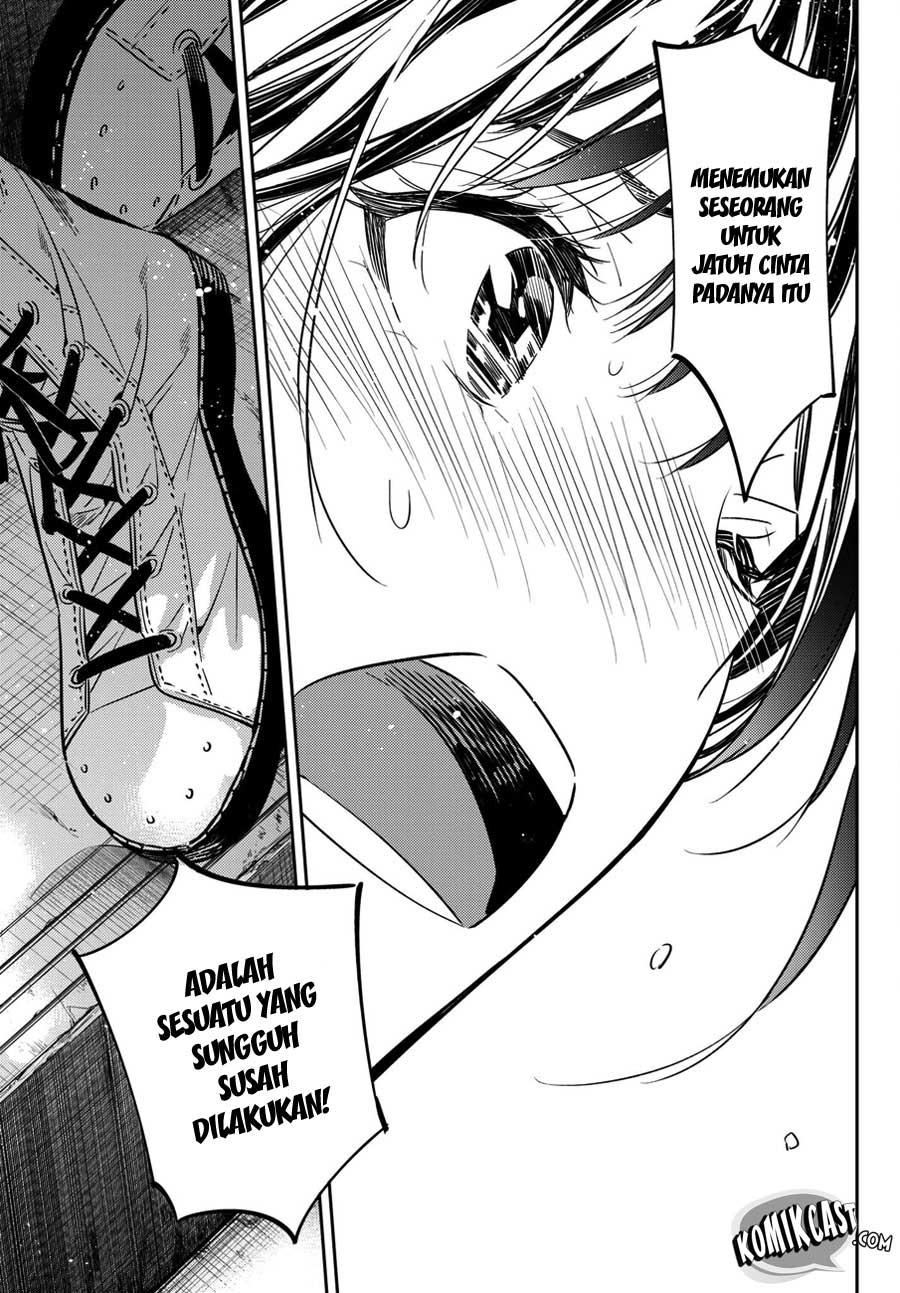 MENEMUKAN
SESEORANG
UNTUK
JATUH CINTA
PADANYA ITU
ADALAH
SESUATU YANG
SUNGGUH
SUSAH
DILAKUKAN!
KOMIKCAST
.COM